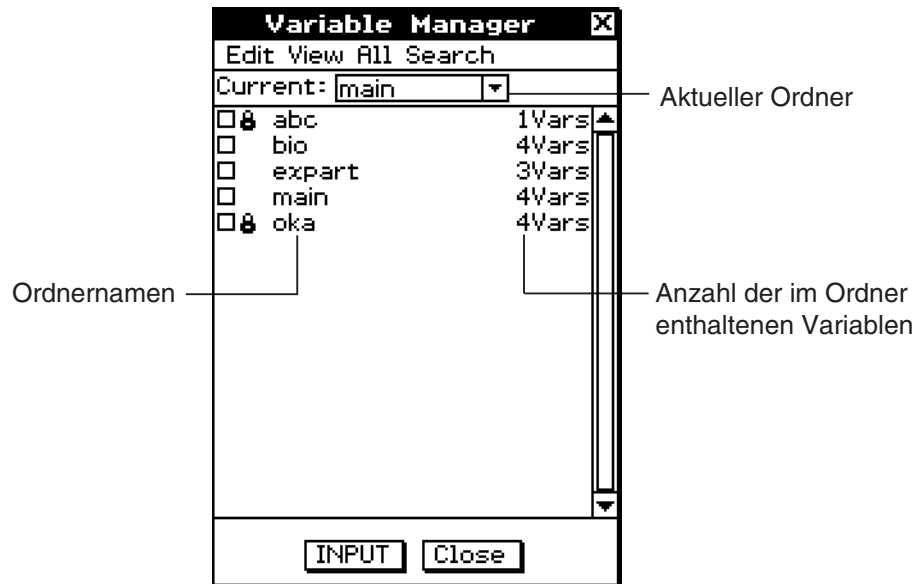 Variable Manager X
Edit View All Search
Current: main
Aktueller Ordner
abc 1Vars
bio 4Vars
expart 3Vars
main 4Vars
oka 4Vars
Ordnernamen
Anzahl der im Ordner
enthaltenen Variablen
INPUT Close